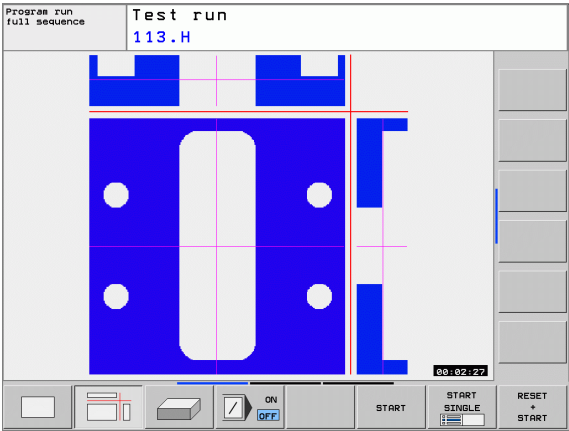 Program run
full sequence
Test run
113.H
00:02:27
ON
OFF
START
START
SINGLE
RESET
+
START